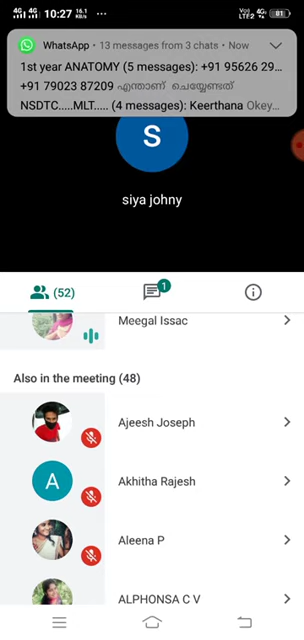 4G 4G 10:27 16.1 KB/s ... Vo) LTE2 4G 81
WhatsApp • 13 messages from 3 chats • Now
1st year ANATOMY (5 messages): +91 95626 29...
+91 79023 87209 എന്താണ് ചെയ്യേണ്ടത്
NSDTC.....MLT..... (4 messages): Keerthana Okey...
S
siya johny
(52)
1
Meegal Issac
Also in the meeting (48)
Ajeesh Joseph
A
Akhitha Rajesh
Aleena P
ALPHONSA C V